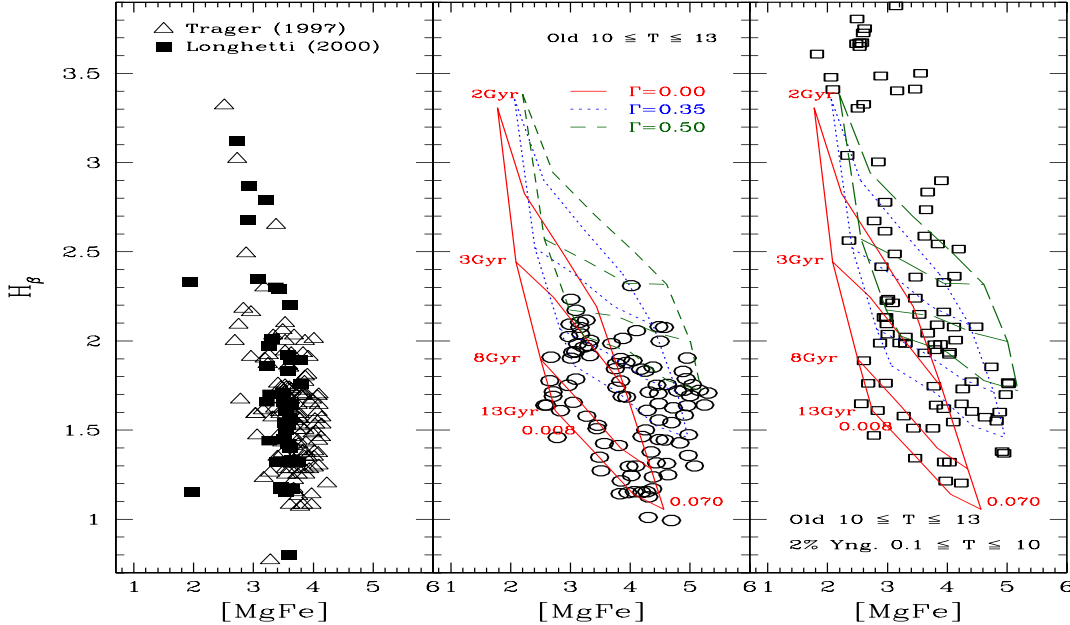 △ Trager (1997)
■ Longhetti (2000)
Old 10 ≤ T ≤ 13
Γ=0.00
Γ=0.35
Γ=0.50
2Gyr
3Gyr
8Gyr
13Gyr
0.008
0.070
2Gyr
3Gyr
8Gyr
13Gyr
0.008
0.070
Old 10 ≤ T ≤ 13
2% Yng. 0.1 ≤ T ≤ 10
3.5
3
2.5
2
1.5
1
Hβ
1 2 3 4 5 6
1 2 3 4 5 6
1 2 3 4 5 6
[MgFe]
[MgFe]
[MgFe]